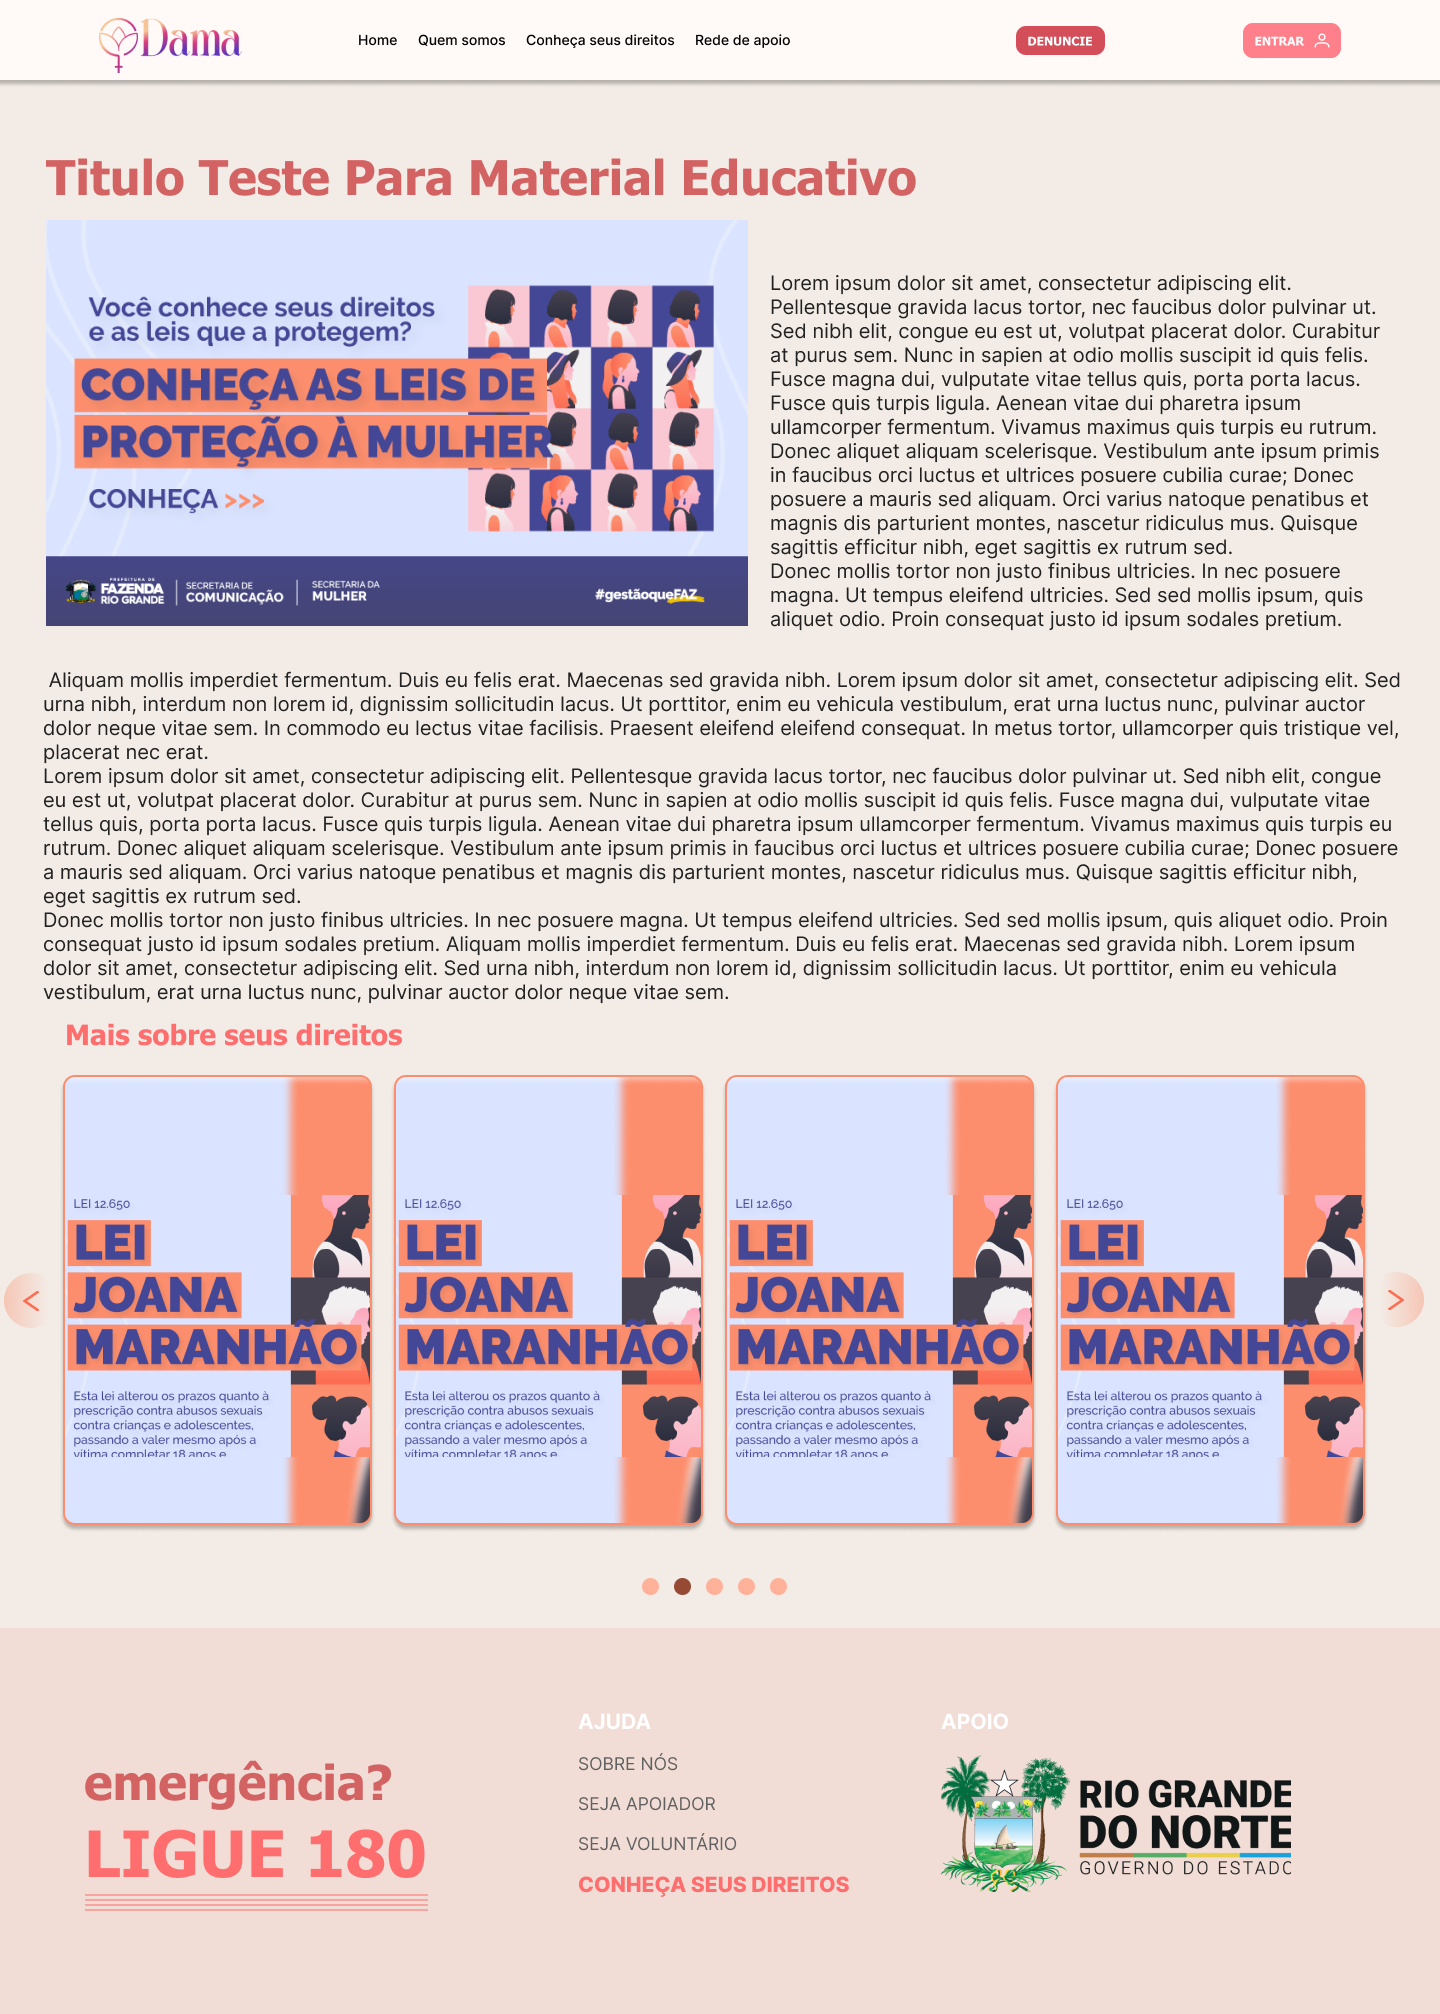 Dama
Home Quem somos Conheça seus direitos Rede de apoio
DENUNCIE
ENTRAR
Titulo Teste Para Material Educativo
Você conhece seus direitos
e as leis que a protegem?
CONHEÇA AS LEIS DE
PROTEÇÃO À MULHER
CONHEÇA >>>
PREFEITURA DE
FAZENDA
RIO GRANDE
SECRETARIA DE
COMUNICAÇÃO
SECRETARIA DA
MULHER
#gestãoqueFAZ
Lorem ipsum dolor sit amet, consectetur adipiscing elit.
Pellentesque gravida lacus tortor, nec faucibus dolor pulvinar ut.
Sed nibh elit, congue eu est ut, volutpat placerat dolor. Curabitur
at purus sem. Nunc in sapien at odio mollis suscipit id quis felis.
Fusce magna dui, vulputate vitae tellus quis, porta porta lacus.
Fusce quis turpis ligula. Aenean vitae dui pharetra ipsum
ullamcorper fermentum. Vivamus maximus quis turpis eu rutrum.
Donec aliquet aliquam scelerisque. Vestibulum ante ipsum primis
in faucibus orci luctus et ultrices posuere cubilia curae; Donec
posuere a mauris sed aliquam. Orci varius natoque penatibus et
magnis dis parturient montes, nascetur ridiculus mus. Quisque
sagittis efficitur nibh, eget sagittis ex rutrum sed.
Donec mollis tortor non justo finibus ultricies. In nec posuere
magna. Ut tempus eleifend ultricies. Sed sed mollis ipsum, quis
aliquet odio. Proin consequat justo id ipsum sodales pretium.
Aliquam mollis imperdiet fermentum. Duis eu felis erat. Maecenas sed gravida nibh. Lorem ipsum dolor sit amet, consectetur adipiscing elit. Sed
urna nibh, interdum non lorem id, dignissim sollicitudin lacus. Ut porttitor, enim eu vehicula vestibulum, erat urna luctus nunc, pulvinar auctor
dolor neque vitae sem. In commodo eu lectus vitae facilisis. Praesent eleifend eleifend consequat. In metus tortor, ullamcorper quis tristique vel,
placerat nec erat.
Lorem ipsum dolor sit amet, consectetur adipiscing elit. Pellentesque gravida lacus tortor, nec faucibus dolor pulvinar ut. Sed nibh elit, congue
eu est ut, volutpat placerat dolor. Curabitur at purus sem. Nunc in sapien at odio mollis suscipit id quis felis. Fusce magna dui, vulputate vitae
tellus quis, porta porta lacus. Fusce quis turpis ligula. Aenean vitae dui pharetra ipsum ullamcorper fermentum. Vivamus maximus quis turpis eu
rutrum. Donec aliquet aliquam scelerisque. Vestibulum ante ipsum primis in faucibus orci luctus et ultrices posuere cubilia curae; Donec posuere
a mauris sed aliquam. Orci varius natoque penatibus et magnis dis parturient montes, nascetur ridiculus mus. Quisque sagittis efficitur nibh,
eget sagittis ex rutrum sed.
Donec mollis tortor non justo finibus ultricies. In nec posuere magna. Ut tempus eleifend ultricies. Sed sed mollis ipsum, quis aliquet odio. Proin
consequat justo id ipsum sodales pretium. Aliquam mollis imperdiet fermentum. Duis eu felis erat. Maecenas sed gravida nibh. Lorem ipsum
dolor sit amet, consectetur adipiscing elit. Sed urna nibh, interdum non lorem id, dignissim sollicitudin lacus. Ut porttitor, enim eu vehicula
vestibulum, erat urna luctus nunc, pulvinar auctor dolor neque vitae sem.
Mais sobre seus direitos
LEI 12.650
LEI
JOANA
MARANHÃO
Esta lei alterou os prazos quanto à
prescrição contra abusos sexuais
contra crianças e adolescentes,
passando a valer mesmo após a
vítima completar 18 anos e
LEI 12.650
LEI
JOANA
MARANHÃO
Esta lei alterou os prazos quanto à
prescrição contra abusos sexuais
contra crianças e adolescentes,
passando a valer mesmo após a
vítima completar 18 anos e
LEI 12.650
LEI
JOANA
MARANHÃO
Esta lei alterou os prazos quanto à
prescrição contra abusos sexuais
contra crianças e adolescentes,
passando a valer mesmo após a
vítima completar 18 anos e
LEI 12.650
LEI
JOANA
MARANHÃO
Esta lei alterou os prazos quanto à
prescrição contra abusos sexuais
contra crianças e adolescentes,
passando a valer mesmo após a
vítima completar 18 anos e
< >
emergência?
LIGUE 180
AJUDA
SOBRE NÓS
SEJA APOIADOR
SEJA VOLUNTÁRIO
CONHEÇA SEUS DIREITOS
APOIO
RIO GRANDE
DO NORTE
GOVERNO DO ESTADO